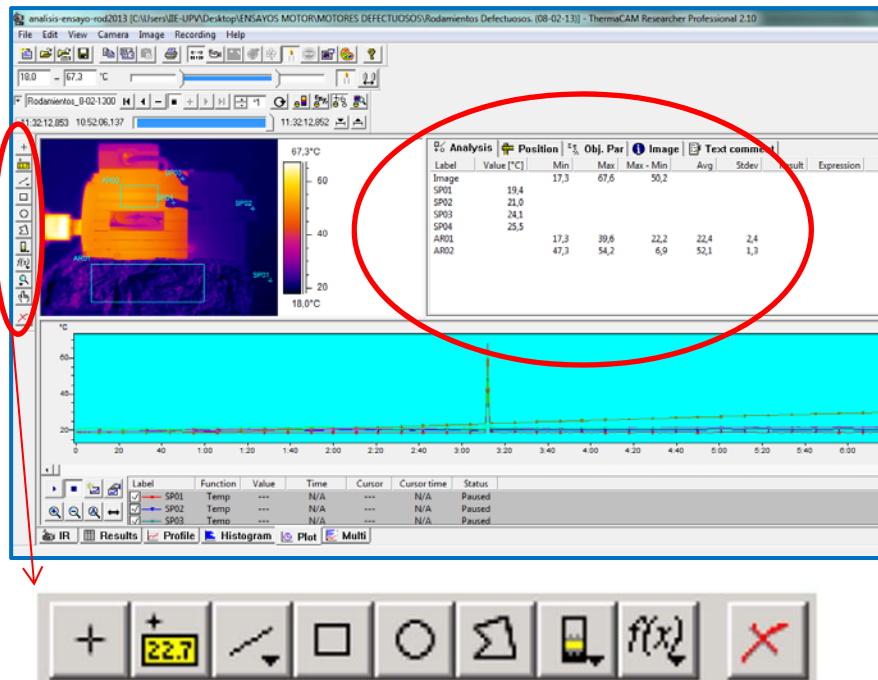 analisis-ensayo-rod2013 [C:\Users\IIE-UPV\Desktop\ENSAYOS MOTOR\MOTORES DEFECTUOSOS\Rodamientos Defectuosos. (08-02-13)] - ThermaCAM Researcher Professional 2.10
File Edit View Camera Image Recording Help
18,0 - 67,3 °C
Rodamientos_8-02-1300
11:32:12,853 10:52:06,137 11:32:12,852
Analysis Position Obj. Par Image Text comment
Label Value [°C] Min Max Max - Min Avg Stdev Result Expression
Image 17,3 67,6 50,2
SP01 19,4
SP02 21,0
SP03 24,1
SP04 25,5
AR01 17,3 39,6 22,2 22,4 2,4
AR02 47,3 54,2 6,9 52,1 1,3
67,3°C
60
40
20
18,0°C
SP03
AR02
SP04
SP02
AR01
SP01
°C
60
40
20
0 20 40 1:00 1:20 1:40 2:00 2:20 2:40 3:00 3:20 3:40 4:00 4:20 4:40 5:00 5:20 5:40 6:00
Label Function Value Time Cursor Cursor time Status
SP01 Temp --- N/A --- N/A Paused
SP02 Temp --- N/A --- N/A Paused
SP03 Temp --- N/A --- N/A Paused
IR Results Profile Histogram Plot Multi
22.7 f(x)